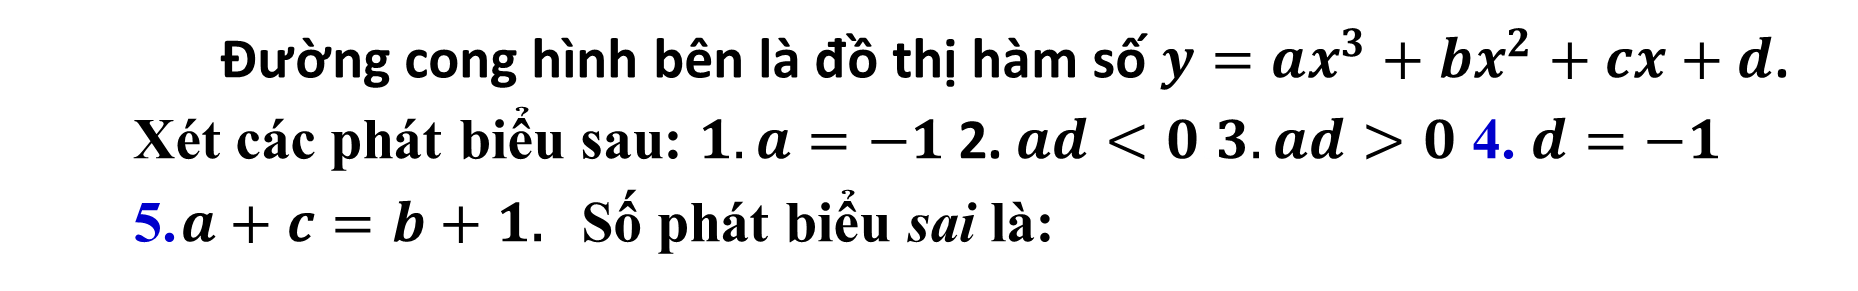 Đường cong hình bên là đồ thị hàm số y = ax³ + bx² + cx + d.
Xét các phát biểu sau: 1. a = −1 2. ad < 0 3. ad > 0 4. d = −1
5.a + c = b + 1. Số phát biểu sai là: